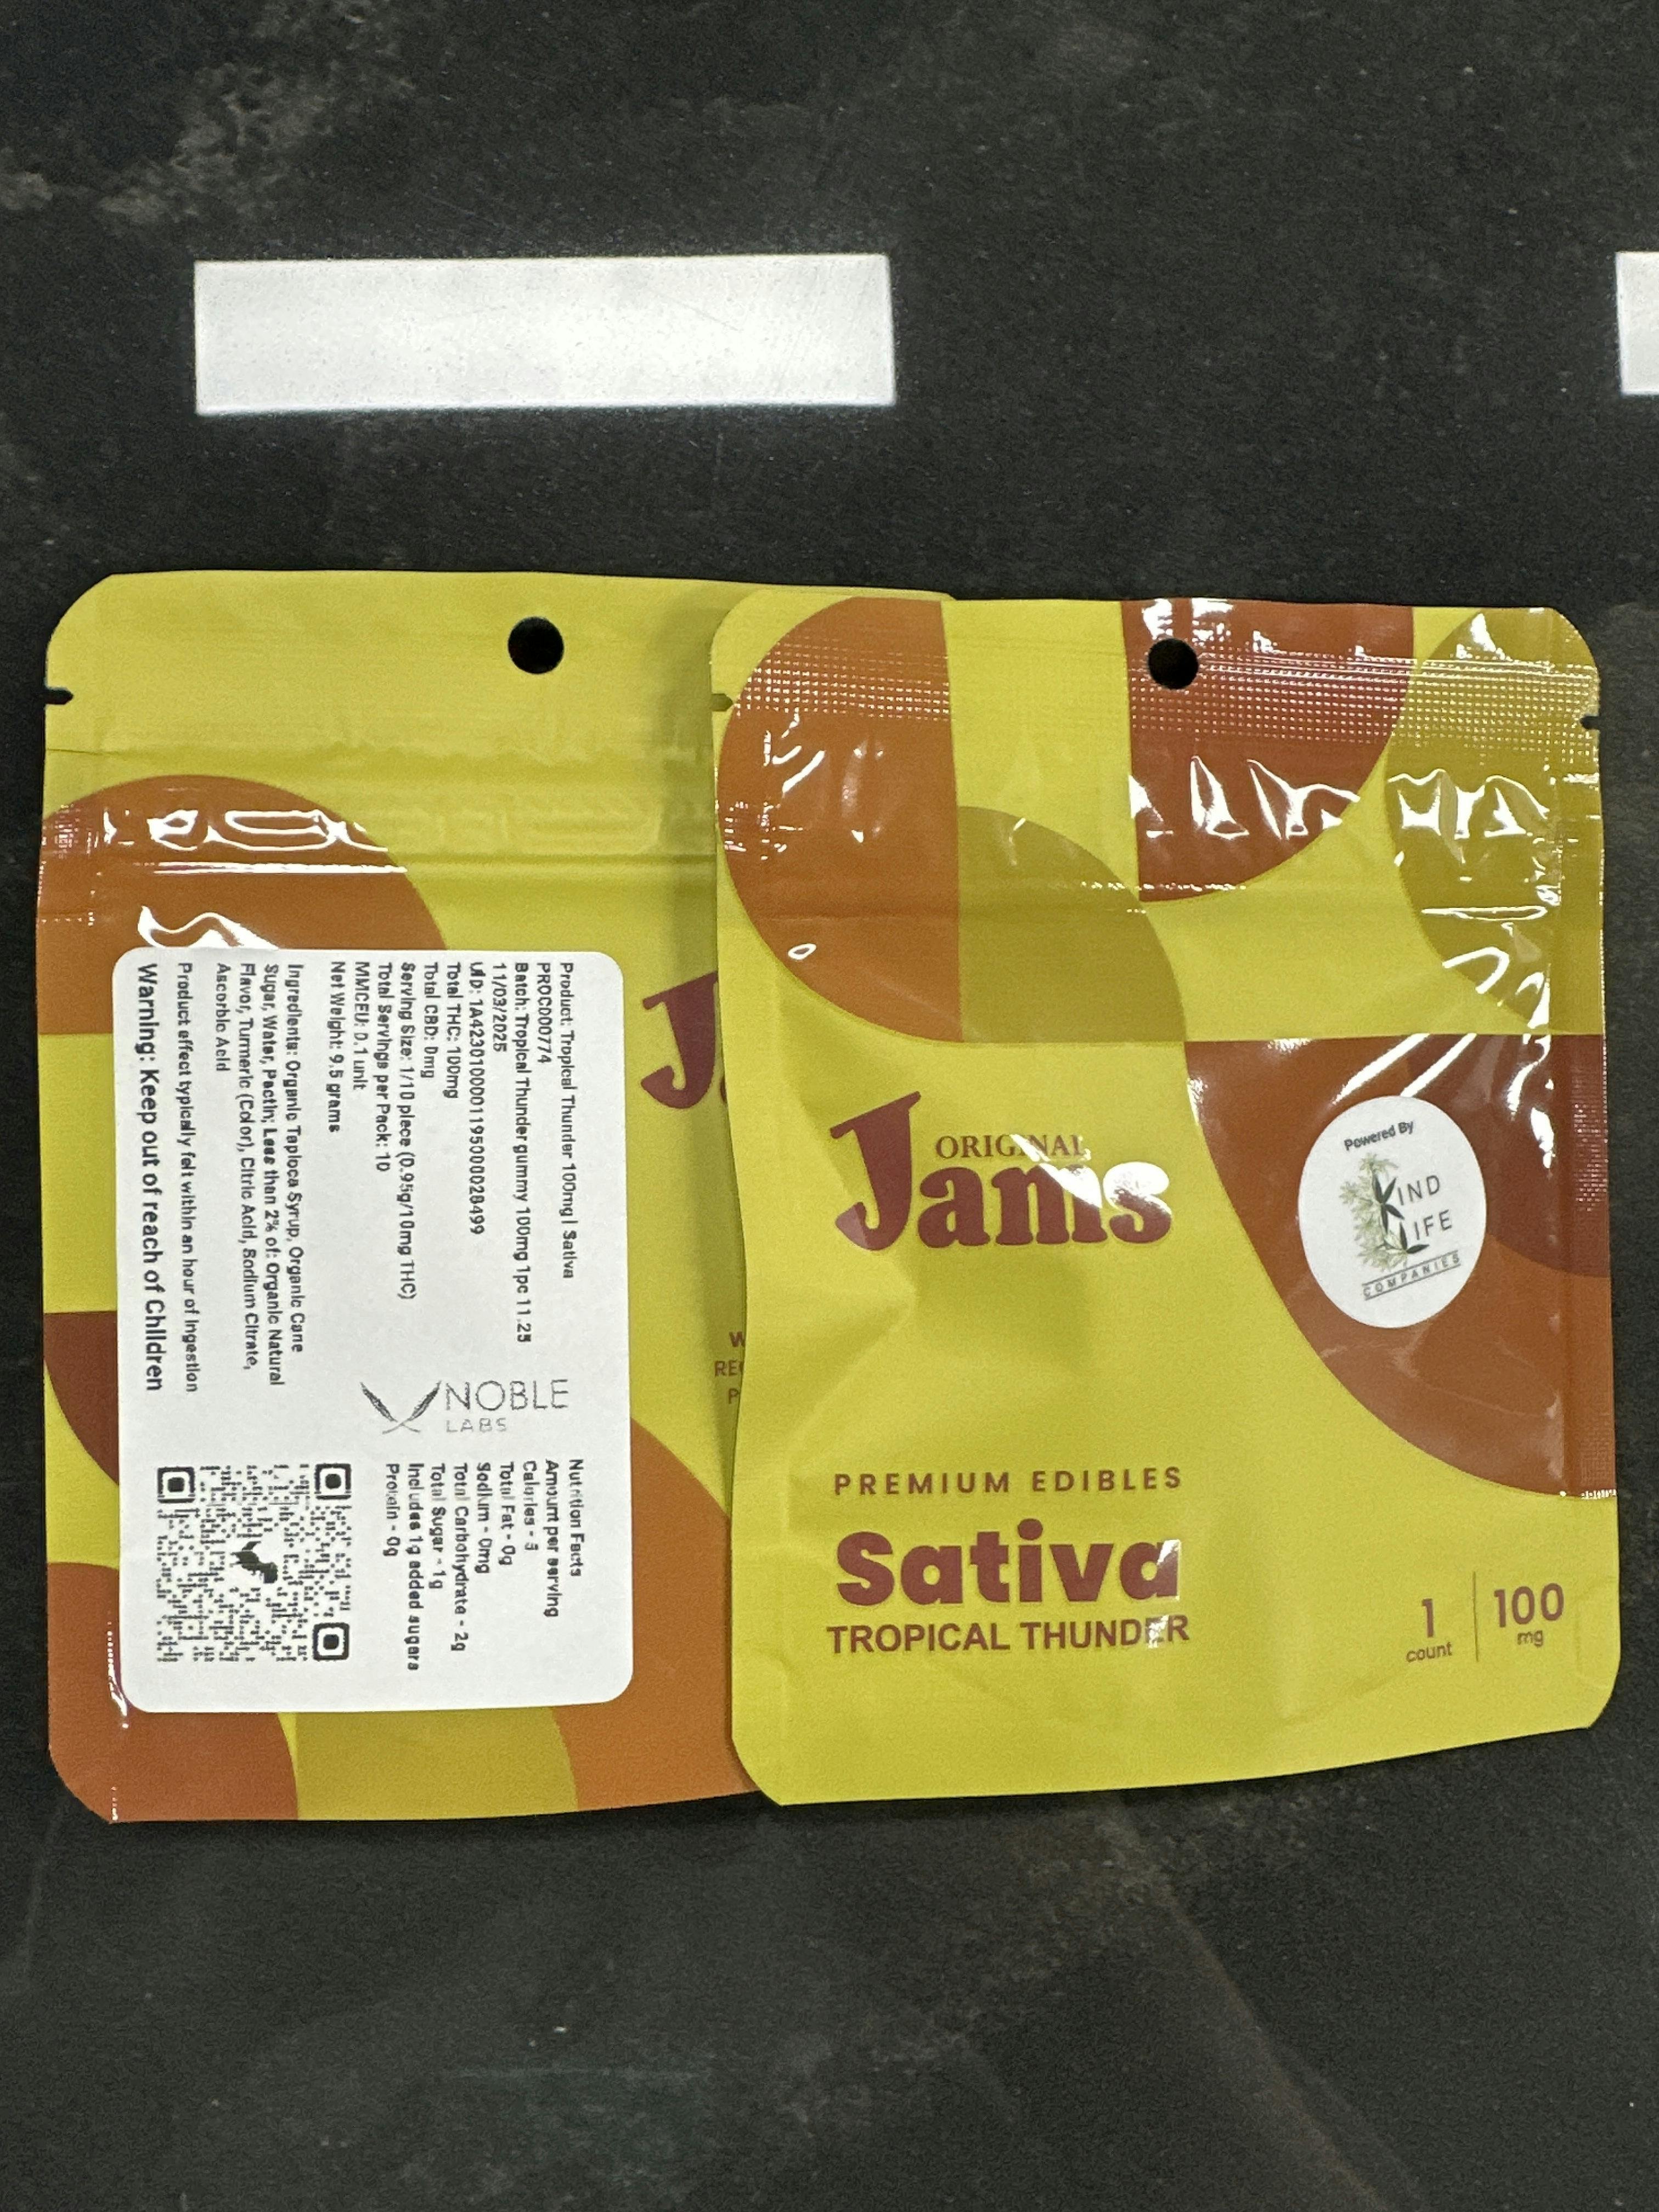 Product: Tropical Thunder 100mg | Sativa
PROC000774
Batch: Tropical Thunder gummy 100mg 1pc 11.25
11/03/2025
Total THC: 100mg
Total CBD: 0mg
Serving Size: 1/10 piece (0.95g/10mg THC)
Total Servings per Pack: 10
MMCEU: 0.1 unit
Net Weight: 9.5 grams
Ingredients: Organic Tapioca Syrup, Organic Cane
Sugar, Water, Pectin; Less than 2% of: Organic Natural
Flavor, Turmeric (Color), Citric Acid, Sodium Citrate,
Ascorbic Acid
Product effect typically felt within an hour of ingestion
Warning: Keep out of reach of Children
NOBLE
LABS
Nutrition Facts
Amount per serving
Calories - 3
Total Fat - 0g
Sodium - 0mg
Total Carbohydrate - 2g
Total Sugar - 1g
Includes 1g added sugars
Protein - 0g
ORIGINAL
Jams
Powered By
KIND
LIFE
COMPANIES
PREMIUM EDIBLES
Sativa
TROPICAL THUNDER
1
count
100
mg